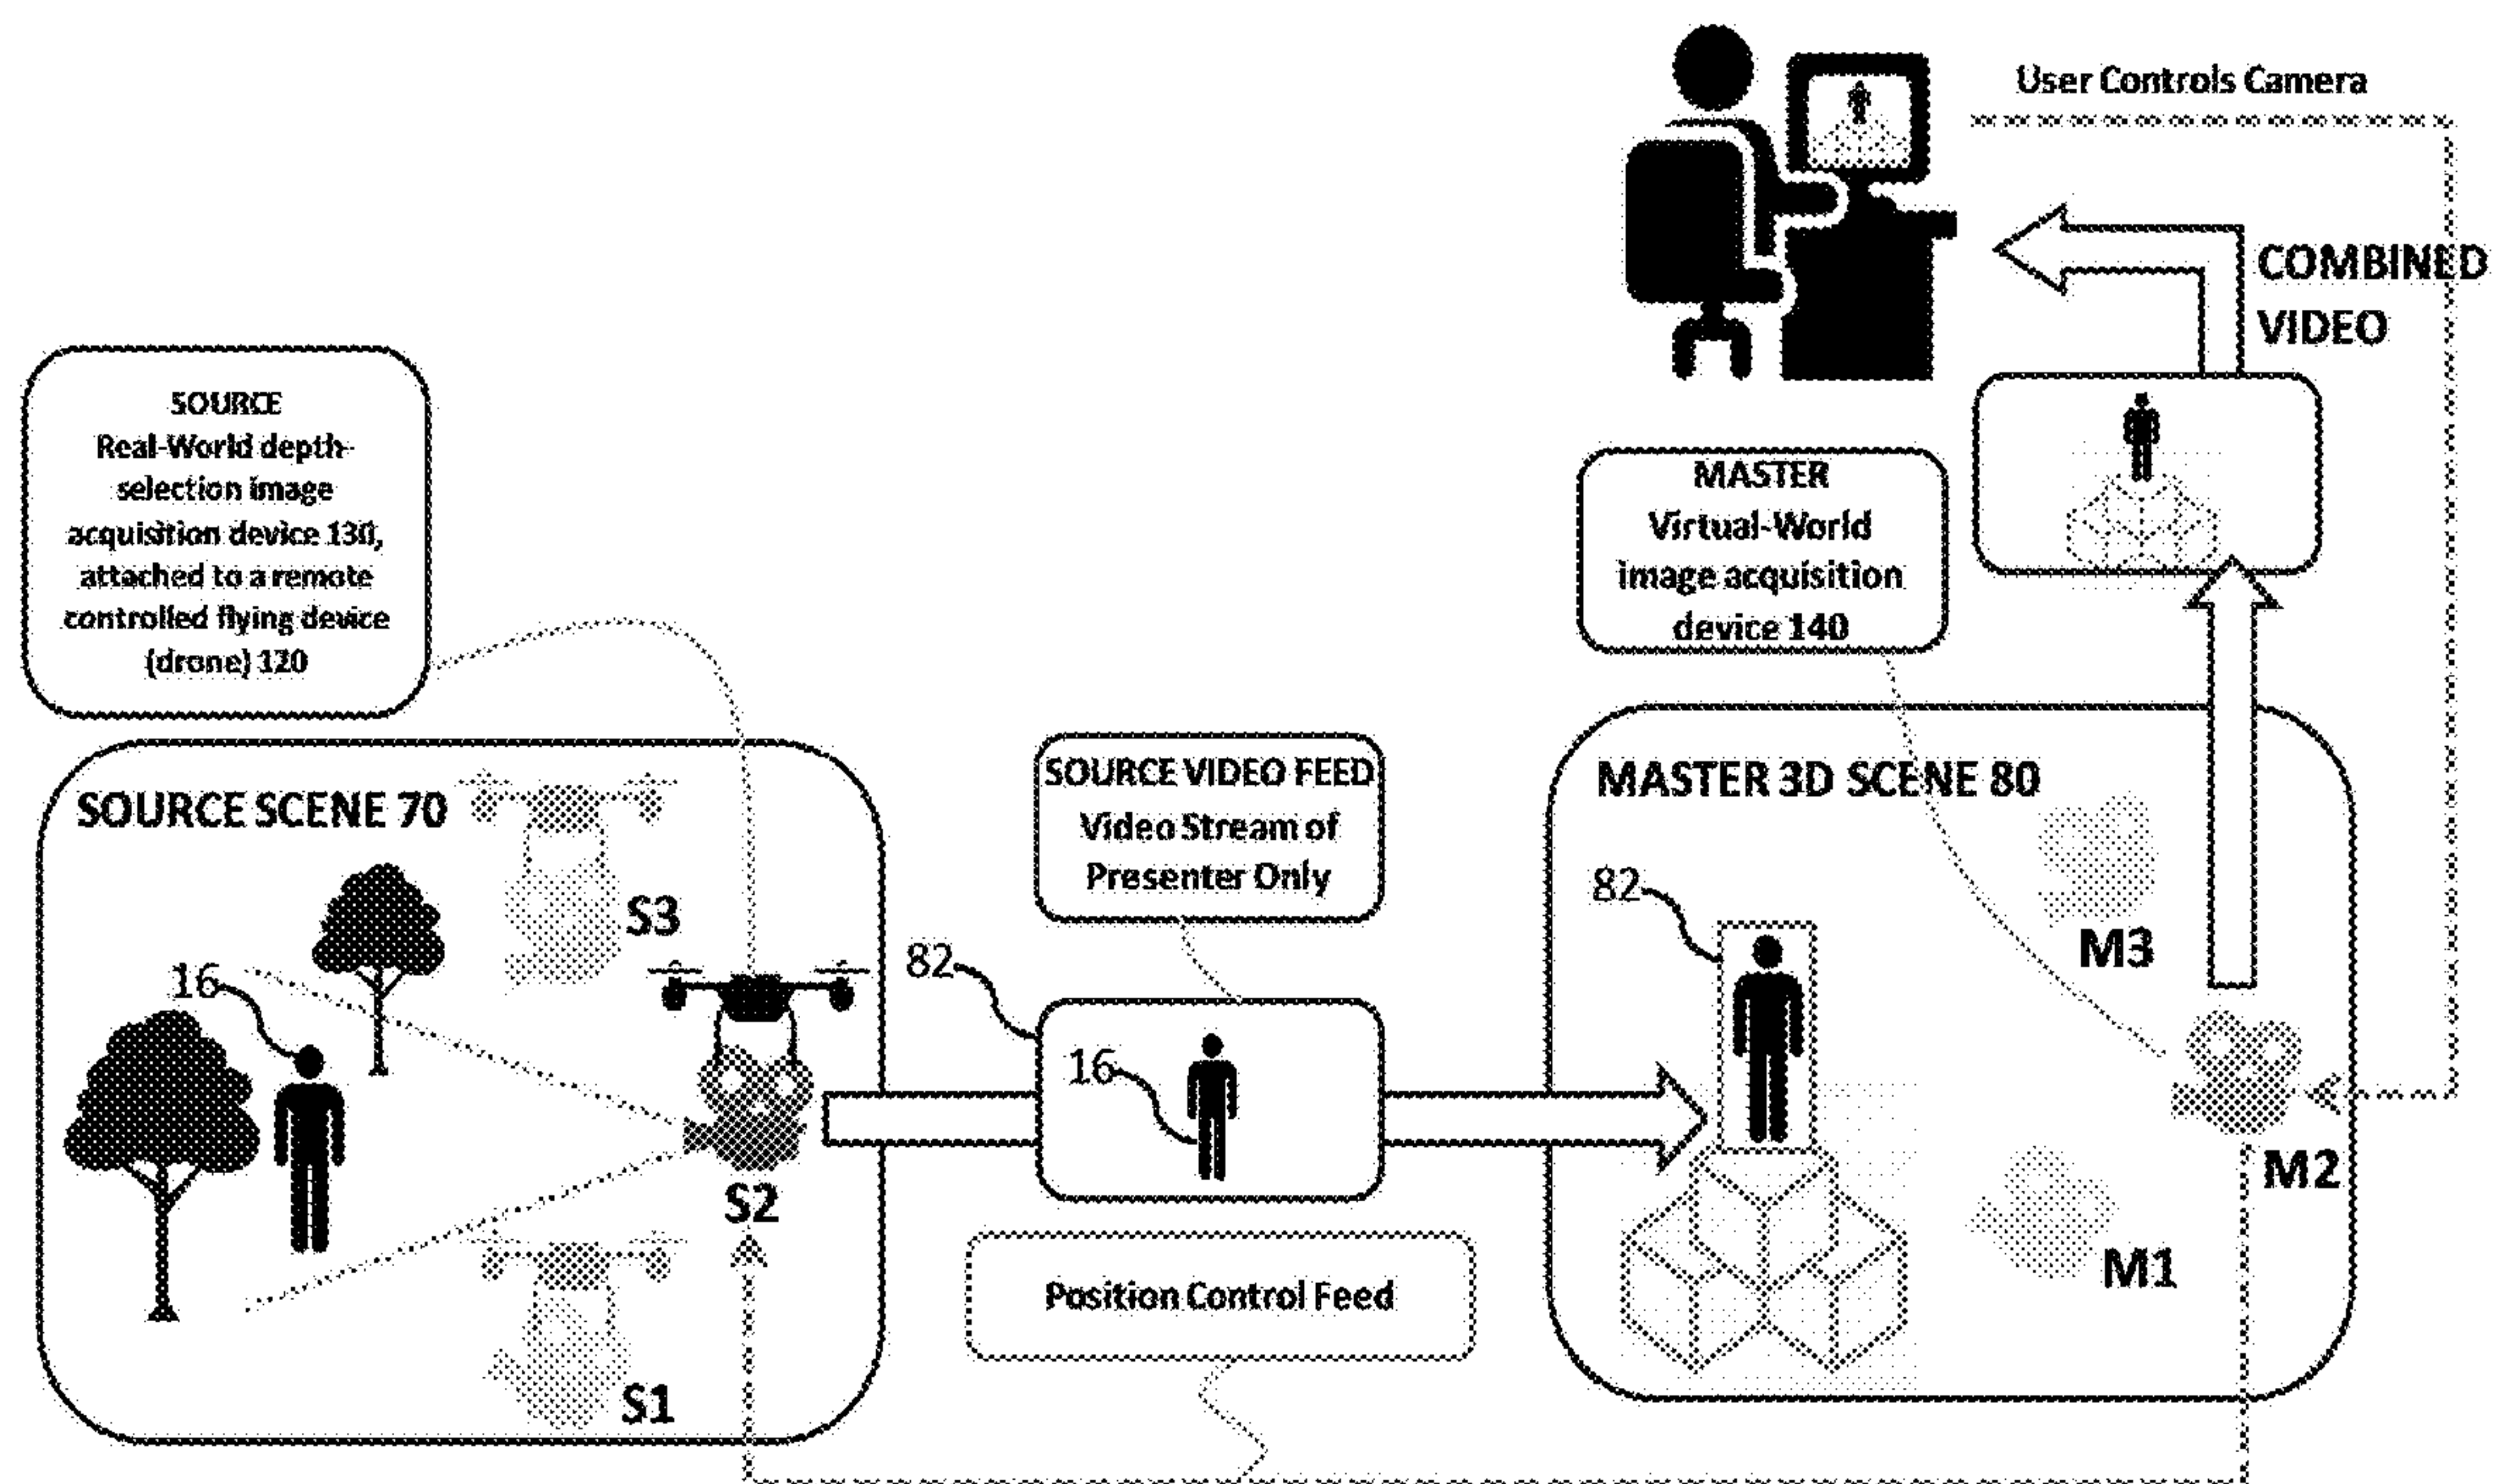 User Controls Camera
COMBINED
VIDEO
SOURCE
Real-World depth-
selection image
acquisition device 130,
attached to a remote
controlled flying device
(drone) 120
MASTER
Virtual-World
image acquisition
device 140
SOURCE SCENE 70
S3
16
S2
S1
SOURCE VIDEO FEED
Video Stream of
Presenter Only
82
16
Position Control Feed
MASTER 3D SCENE 80
82
M3
M2
M1